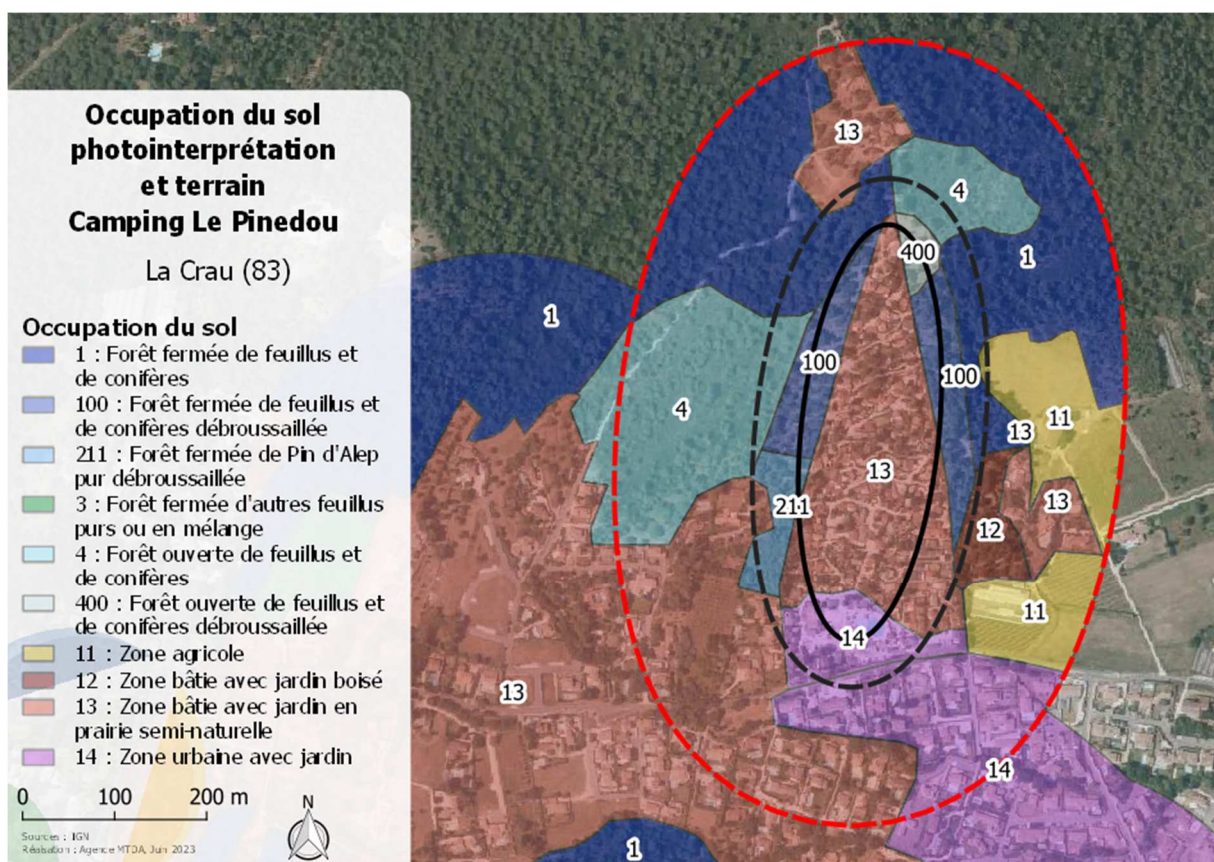 Occupation du sol
photointerprétation
et terrain
Camping Le Pinedou
La Crau (83)
Occupation du sol
1 : Forêt fermée de feuillus et
de conifères
100 : Forêt fermée de feuillus et
de conifères débroussaillée
211 : Forêt fermée de Pin d'Alep
pur débroussaillée
3 : Forêt fermée d'autres feuillus
purs ou en mélange
4 : Forêt ouverte de feuillus et
de conifères
400 : Forêt ouverte de feuillus et
de conifères débroussaillée
11 : Zone agricole
12 : Zone bâtie avec jardin boisé
13 : Zone bâtie avec jardin en
prairie semi-naturelle
14 : Zone urbaine avec jardin
0 100 200 m
N
Sources : IGN
Réalisation : Agence MTDA, Juin 2023
13
4
400
1
1
100
100
4
11
13
13
211
13
12
11
14
13
14
1